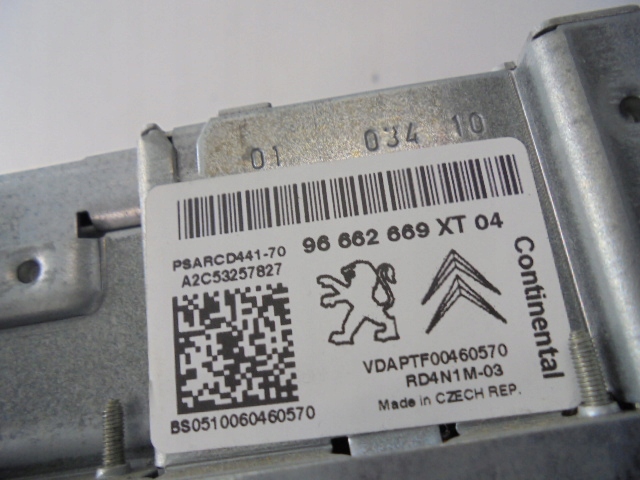 01 034 10
PSARCD441-70 96 662 669 XT 04
A2C53257827
Continental
VDAPTF00460570
RD4N1M-03
BS0510060460570 Made in CZECH REP.